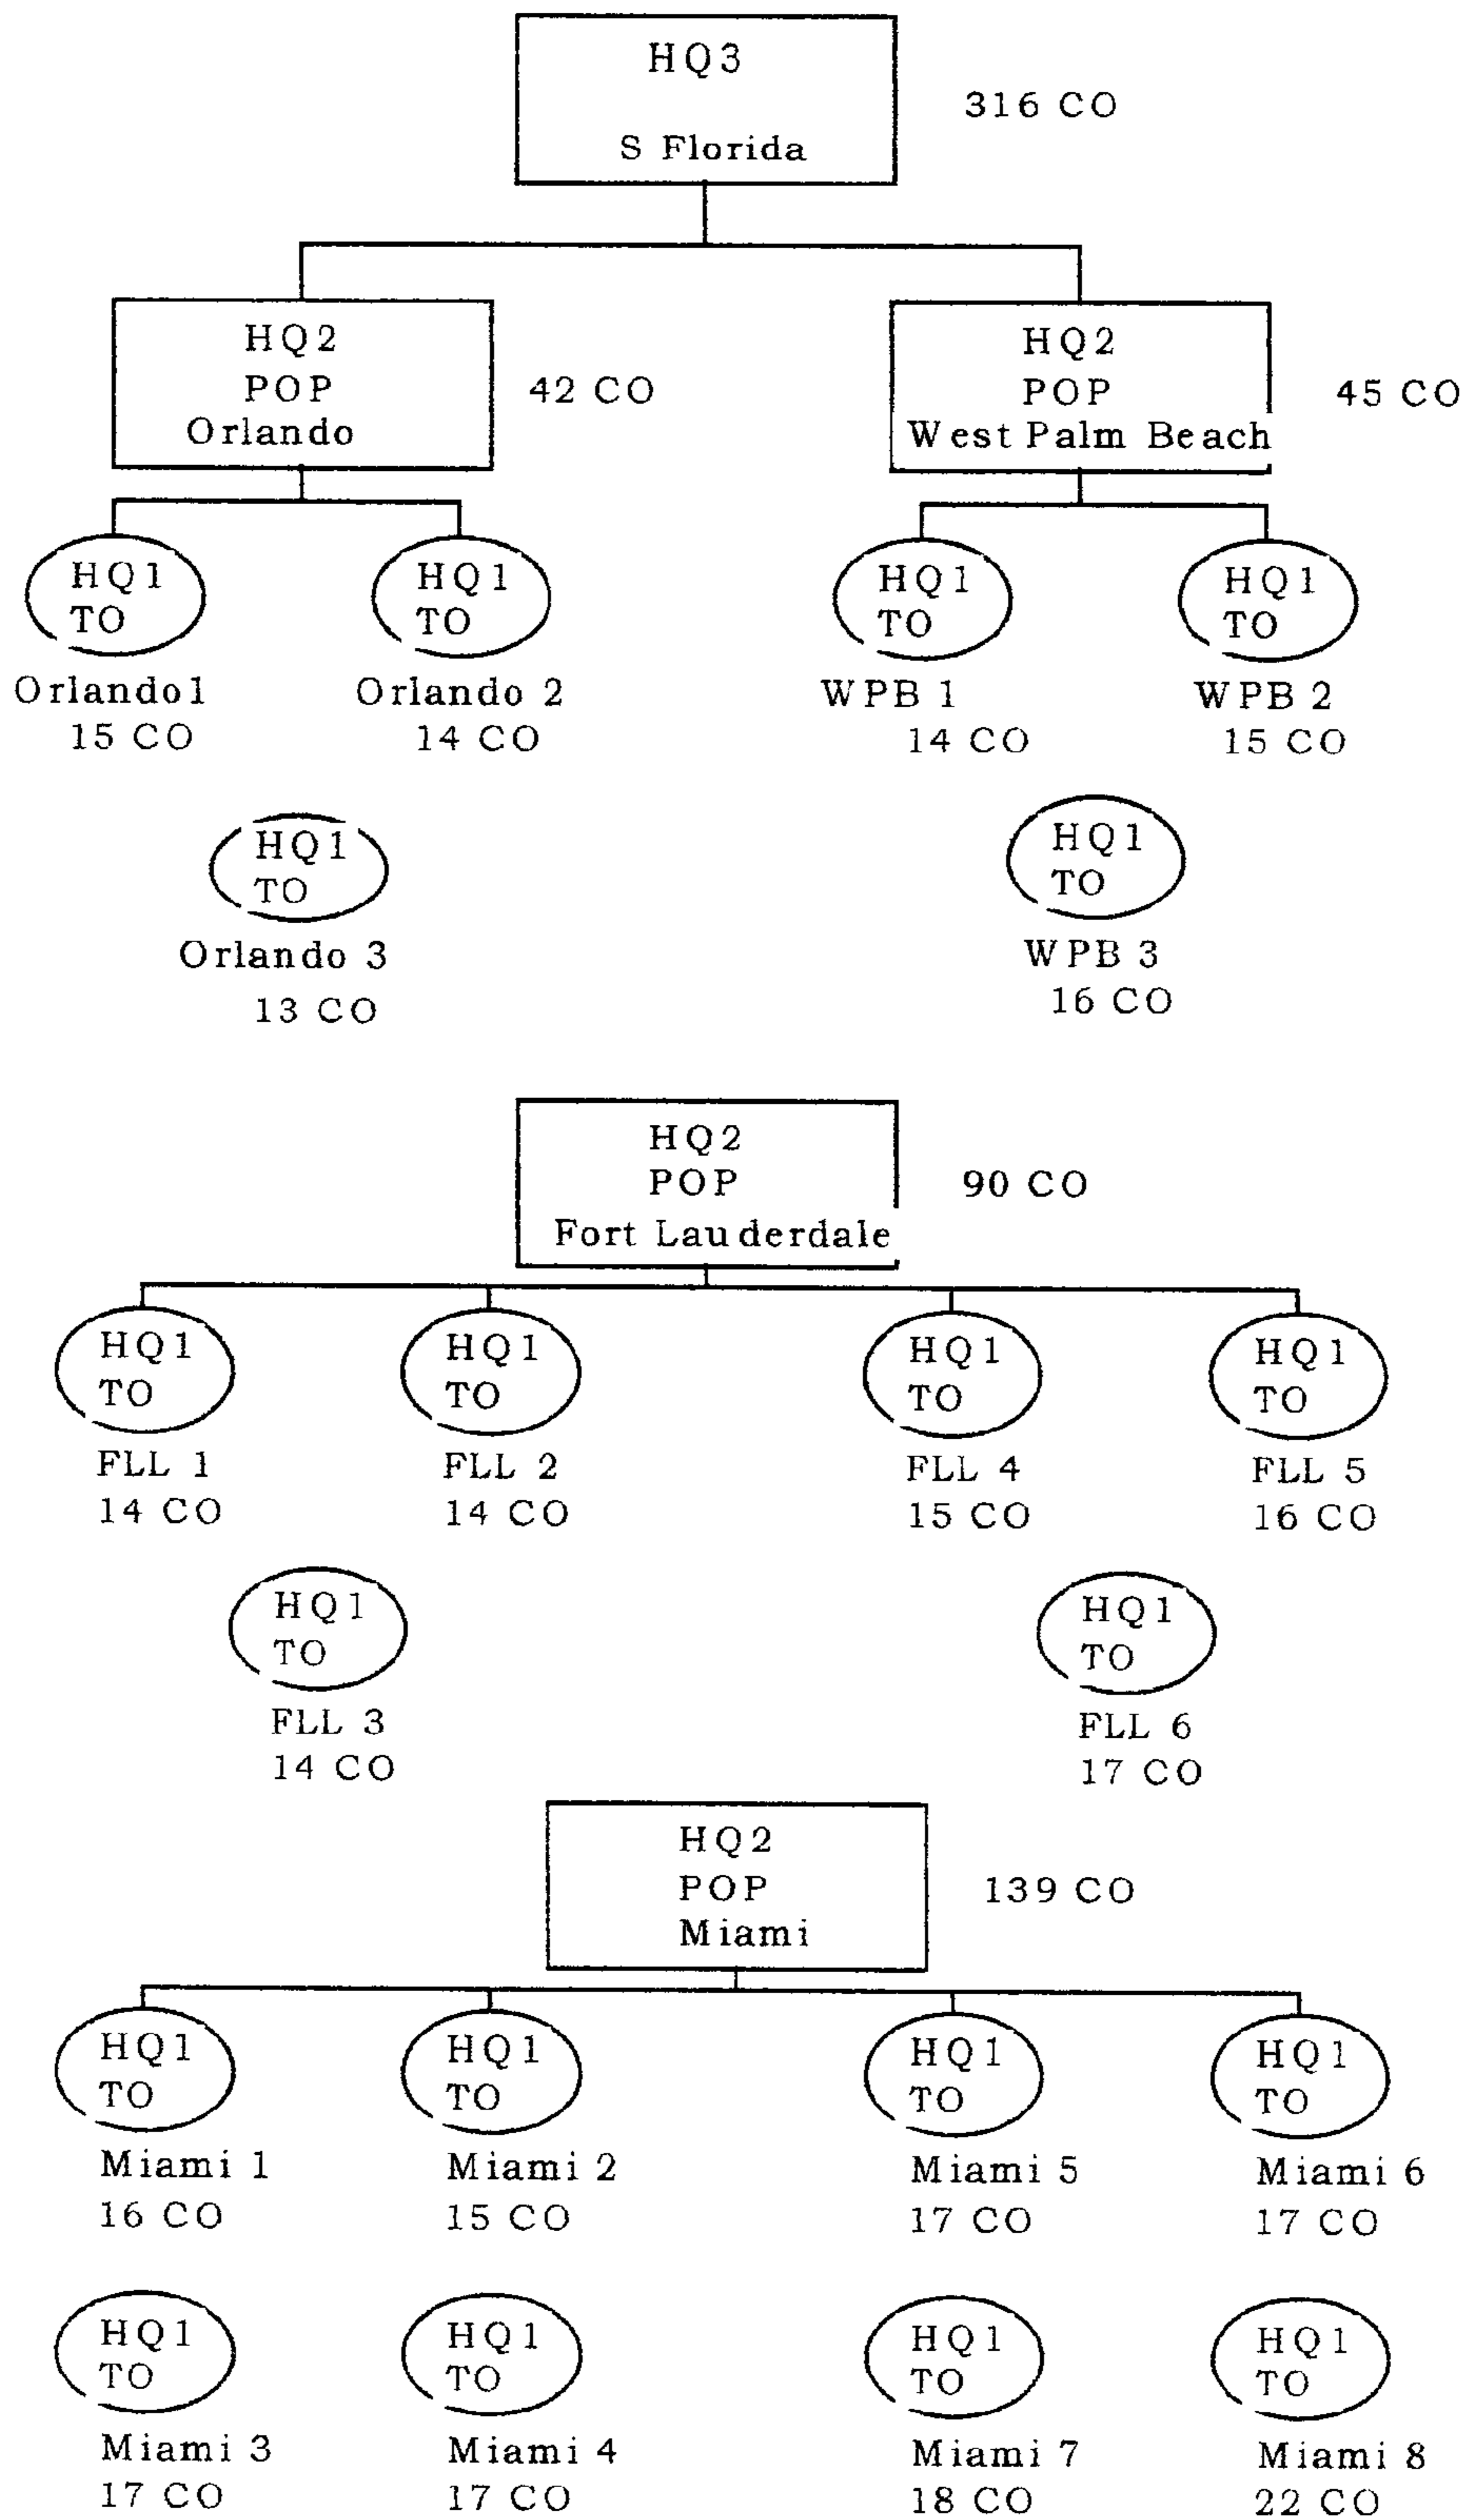 HQ3
S Florida
316 CO
HQ2
POP
Orlando
42 CO
HQ2
POP
West Palm Beach
45 CO
HQ1
TO
Orlando1
15 CO
HQ1
TO
Orlando 2
14 CO
HQ1
TO
WPB 1
14 CO
HQ1
TO
WPB 2
15 CO
HQ1
TO
Orlando 3
13 CO
HQ1
TO
WPB 3
16 CO
HQ2
POP
Fort Lauderdale
90 CO
HQ1
TO
FLL 1
14 CO
HQ1
TO
FLL 2
14 CO
HQ1
TO
FLL 4
15 CO
HQ1
TO
FLL 5
16 CO
HQ1
TO
FLL 3
14 CO
HQ1
TO
FLL 6
17 CO
HQ2
POP
Miami
139 CO
HQ1
TO
Miami 1
16 CO
HQ1
TO
Miami 2
15 CO
HQ1
TO
Miami 5
17 CO
HQ1
TO
Miami 6
17 CO
HQ1
TO
Miami 3
17 CO
HQ1
TO
Miami 4
17 CO
HQ1
TO
Miami 7
18 CO
HQ1
TO
Miami 8
22 CO